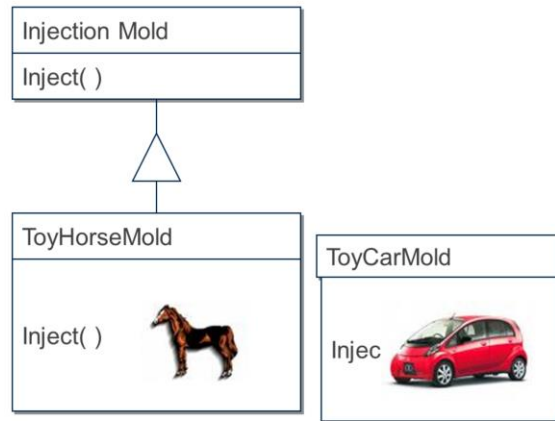 Injection Mold
Inject( )
ToyHorseMold
Inject( )
ToyCarMold
Injec